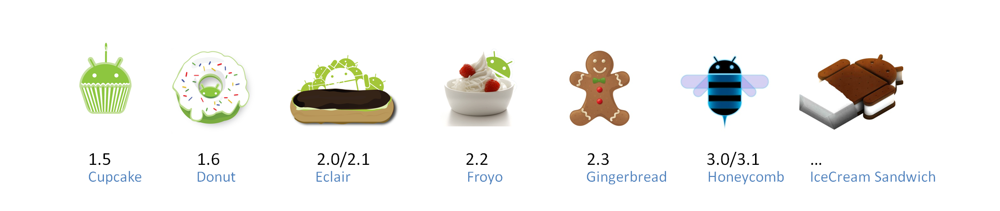 1.5
Cupcake
1.6
Donut
2.0/2.1
Eclair
2.2
Froyo
2.3
Gingerbread
3.0/3.1
Honeycomb
...
IceCream Sandwich